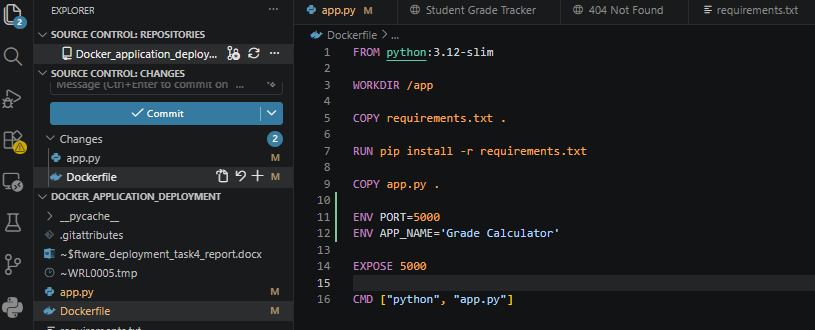 EXPLORER
SOURCE CONTROL: REPOSITORIES
Docker_application_deploy...
SOURCE CONTROL: CHANGES
Message (Ctrl+Enter to commit on ...
Commit
Changes 2
app.py M
Dockerfile M
DOCKER_APPLICATION_DEPLOYMENT
__pycache__
.gitattributes
~$ftware_deployment_task4_report.docx
~WRL0005.tmp
app.py M
Dockerfile M
requirements.txt
2
app.py M
Student Grade Tracker
404 Not Found
requirements.txt
Dockerfile > ...
1 FROM python:3.12-slim
2
3 WORKDIR /app
4
5 COPY requirements.txt .
6
7 RUN pip install -r requirements.txt
8
9 COPY app.py .
10
11 ENV PORT=5000
12 ENV APP_NAME='Grade Calculator'
13
14 EXPOSE 5000
15
16 CMD ["python", "app.py"]